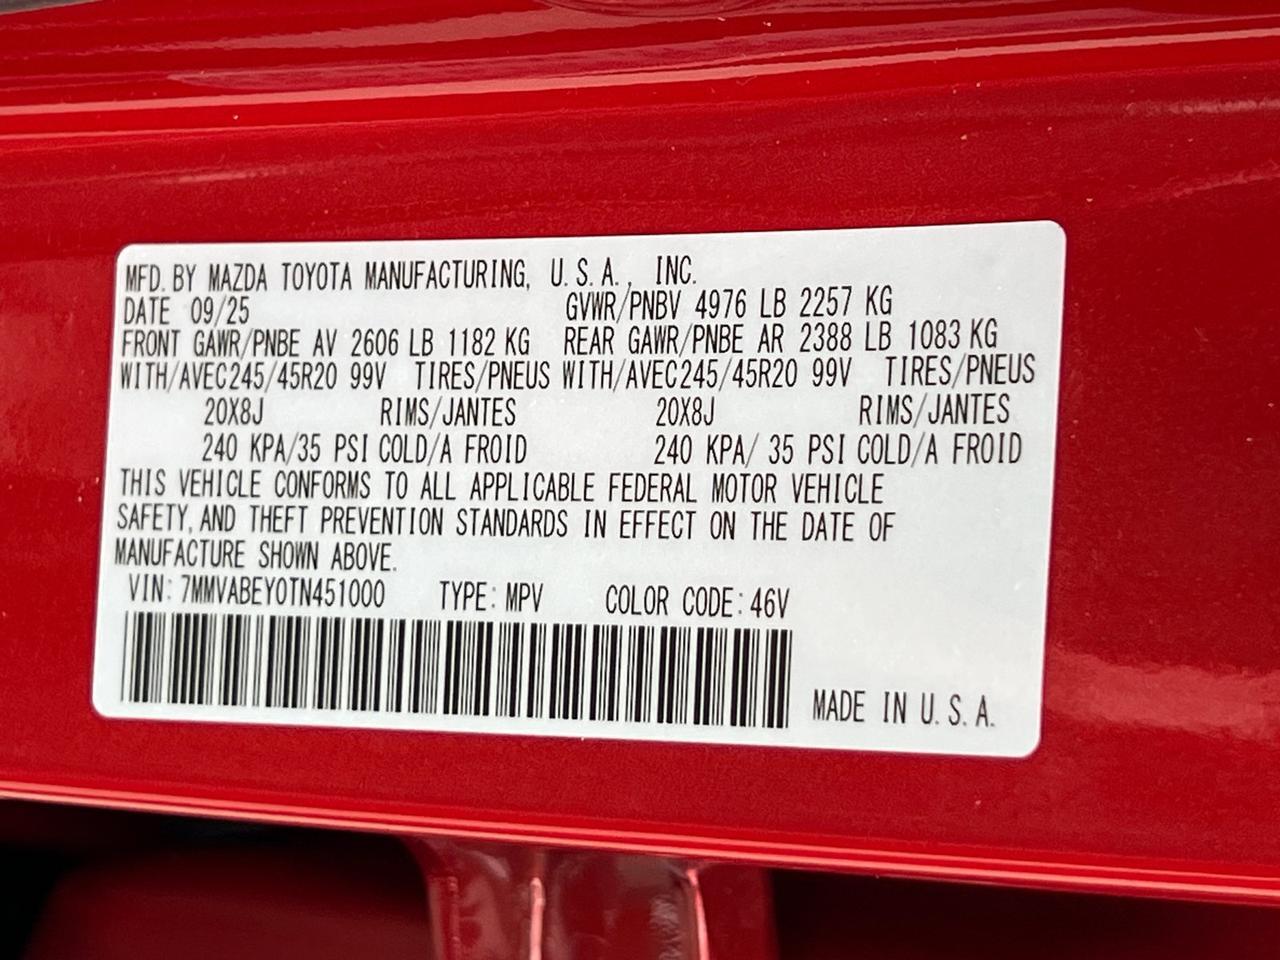 MFD. BY MAZDA TOYOTA MANUFACTURING, U.S.A., INC.
DATE 09/25 GVWR/PNBV 4976 LB 2257 KG
FRONT GAWR/PNBE AV 2606 LB 1182 KG REAR GAWR/PNBE AR 2388 LB 1083 KG
WITH/AVEC245/45R20 99V TIRES/PNEUS WITH/AVEC245/45R20 99V TIRES/PNEUS
20X8J RIMS/JANTES 20X8J RIMS/JANTES
240 KPA/35 PSI COLD/A FROID 240 KPA/ 35 PSI COLD/A FROID
THIS VEHICLE CONFORMS TO ALL APPLICABLE FEDERAL MOTOR VEHICLE
SAFETY, AND THEFT PREVENTION STANDARDS IN EFFECT ON THE DATE OF
MANUFACTURE SHOWN ABOVE.
VIN: 7MMVABEY0TN451000 TYPE: MPV COLOR CODE: 46V
MADE IN U.S.A.